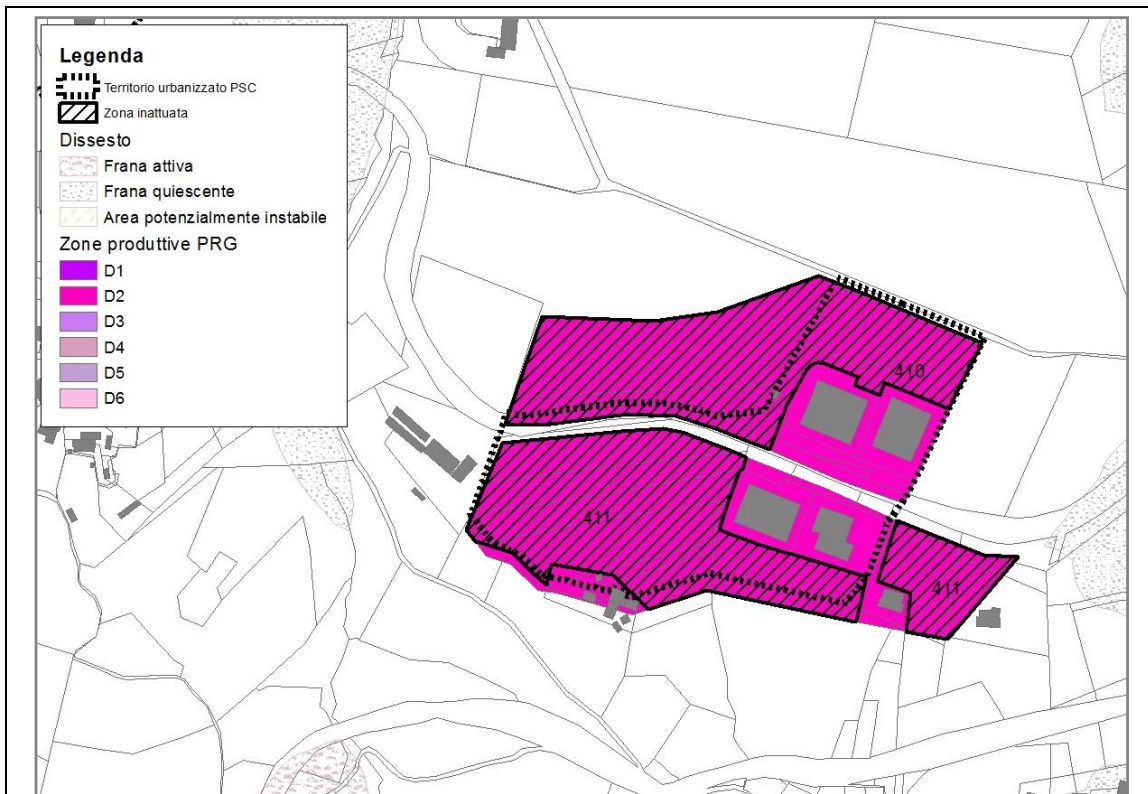 Legenda
Territorio urbanizzato PSC
Zona inattuata
Dissesto
Frana attiva
Frana quiescente
Area potenzialmente instabile
Zone produttive PRG
D1
D2
D3
D4
D5
D6
410
411
411